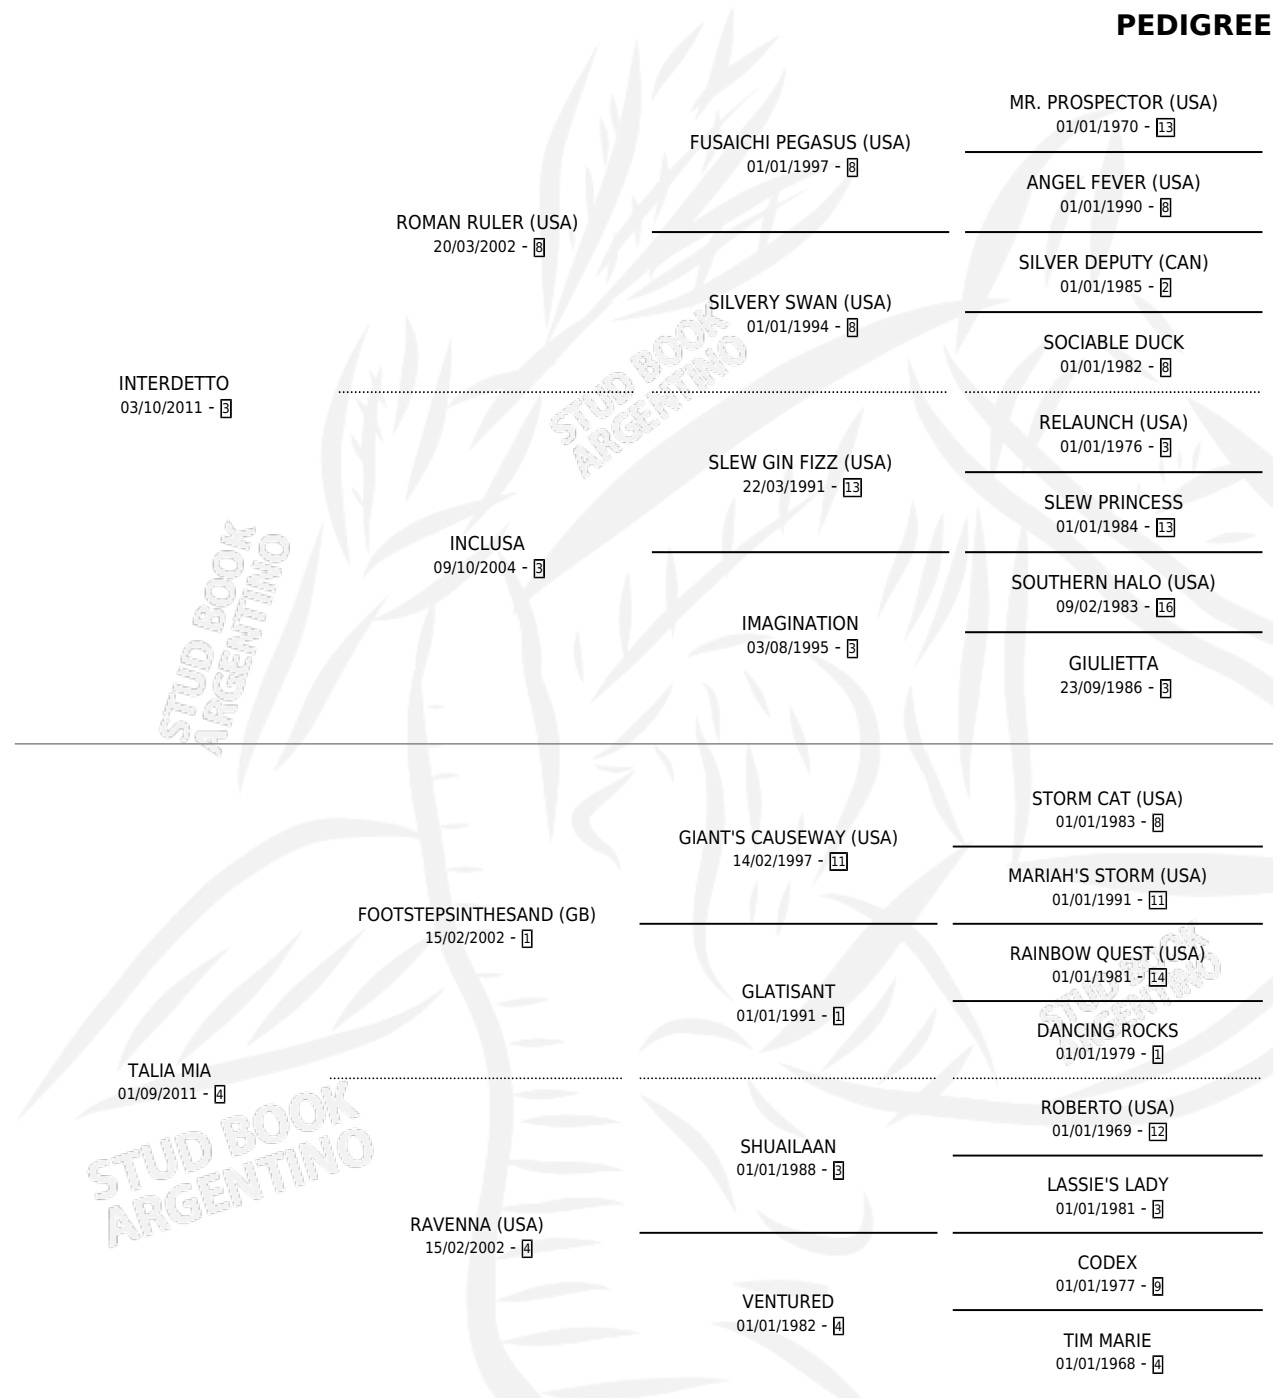 PEDIGREE
MR. PROSPECTOR (USA)
01/01/1970 - 13
FUSAICHI PEGASUS (USA)
01/01/1997 - 8
ANGEL FEVER (USA)
01/01/1990 - 8
ROMAN RULER (USA)
20/03/2002 - 8
SILVER DEPUTY (CAN)
01/01/1985 - 2
SILVERY SWAN (USA)
01/01/1994 - 8
SOCIABLE DUCK
01/01/1982 - 8
INTERDETTO
03/10/2011 - 3
RELAUNCH (USA)
01/01/1976 - 3
SLEW GIN FIZZ (USA)
22/03/1991 - 13
SLEW PRINCESS
01/01/1984 - 13
INCLUSA
09/10/2004 - 3
SOUTHERN HALO (USA)
09/02/1983 - 16
IMAGINATION
03/08/1995 - 3
GIULIETTA
23/09/1986 - 3
STORM CAT (USA)
01/01/1983 - 8
GIANT'S CAUSEWAY (USA)
14/02/1997 - 11
MARIAH'S STORM (USA)
01/01/1991 - 11
FOOTSTEPSINTHESAND (GB)
15/02/2002 - 1
RAINBOW QUEST (USA)
01/01/1981 - 14
GLATISANT
01/01/1991 - 1
DANCING ROCKS
01/01/1979 - 1
TALIA MIA
01/09/2011 - 4
ROBERTO (USA)
01/01/1969 - 12
SHUAILAAN
01/01/1988 - 3
LASSIE'S LADY
01/01/1981 - 3
RAVENNA (USA)
15/02/2002 - 4
CODEX
01/01/1977 - 9
VENTURED
01/01/1982 - 4
TIM MARIE
01/01/1968 - 4
STUD BOOK
ARGENTINO
STUD BOOK
ARGENTINO
STUD BOOK
ARGENTINO
STUD BOOK
ARGENTINO